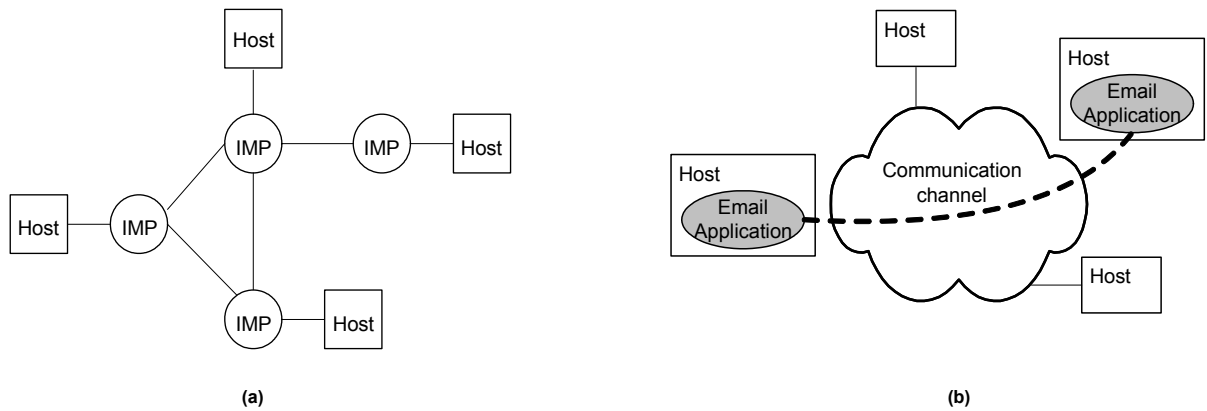 Host
IMP
IMP
Host
Host
IMP
IMP
Host
(a)
Host
Host
Email
Application
Communication
channel
Host
Email
Application
Host
(b)